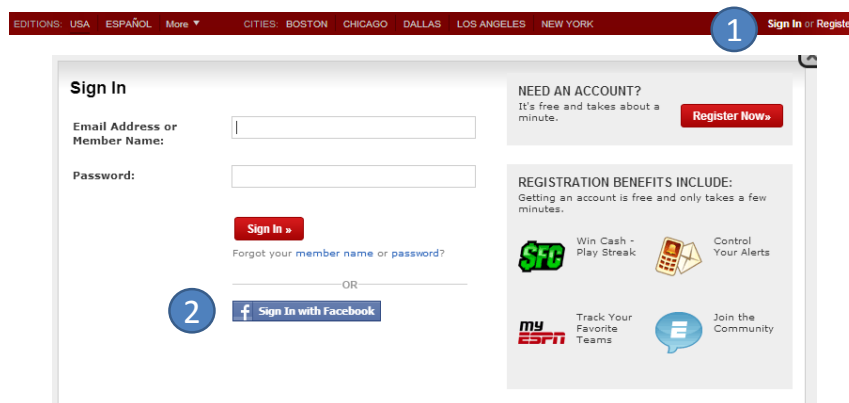 EDITIONS: USA ESPAÑOL More ▼ CITIES: BOSTON CHICAGO DALLAS LOS ANGELES NEW YORK 1 Sign In or Registe
Sign In
Email Address or
Member Name:
Password:
Sign In »
Forgot your member name or password?
OR
2 f Sign In with Facebook
NEED AN ACCOUNT?
It's free and takes about a
minute.
Register Now»
REGISTRATION BENEFITS INCLUDE:
Getting an account is free and only takes a few
minutes.
SFC
Win Cash -
Play Streak
Control
Your Alerts
my
ESPN
Track Your
Favorite
Teams
E
Join the
Community